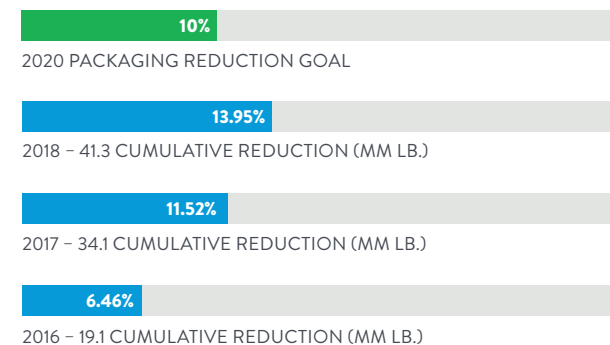 10%
2020 PACKAGING REDUCTION GOAL
13.95%
2018 – 41.3 CUMULATIVE REDUCTION (MM LB.)
11.52%
2017 – 34.1 CUMULATIVE REDUCTION (MM LB.)
6.46%
2016 – 19.1 CUMULATIVE REDUCTION (MM LB.)